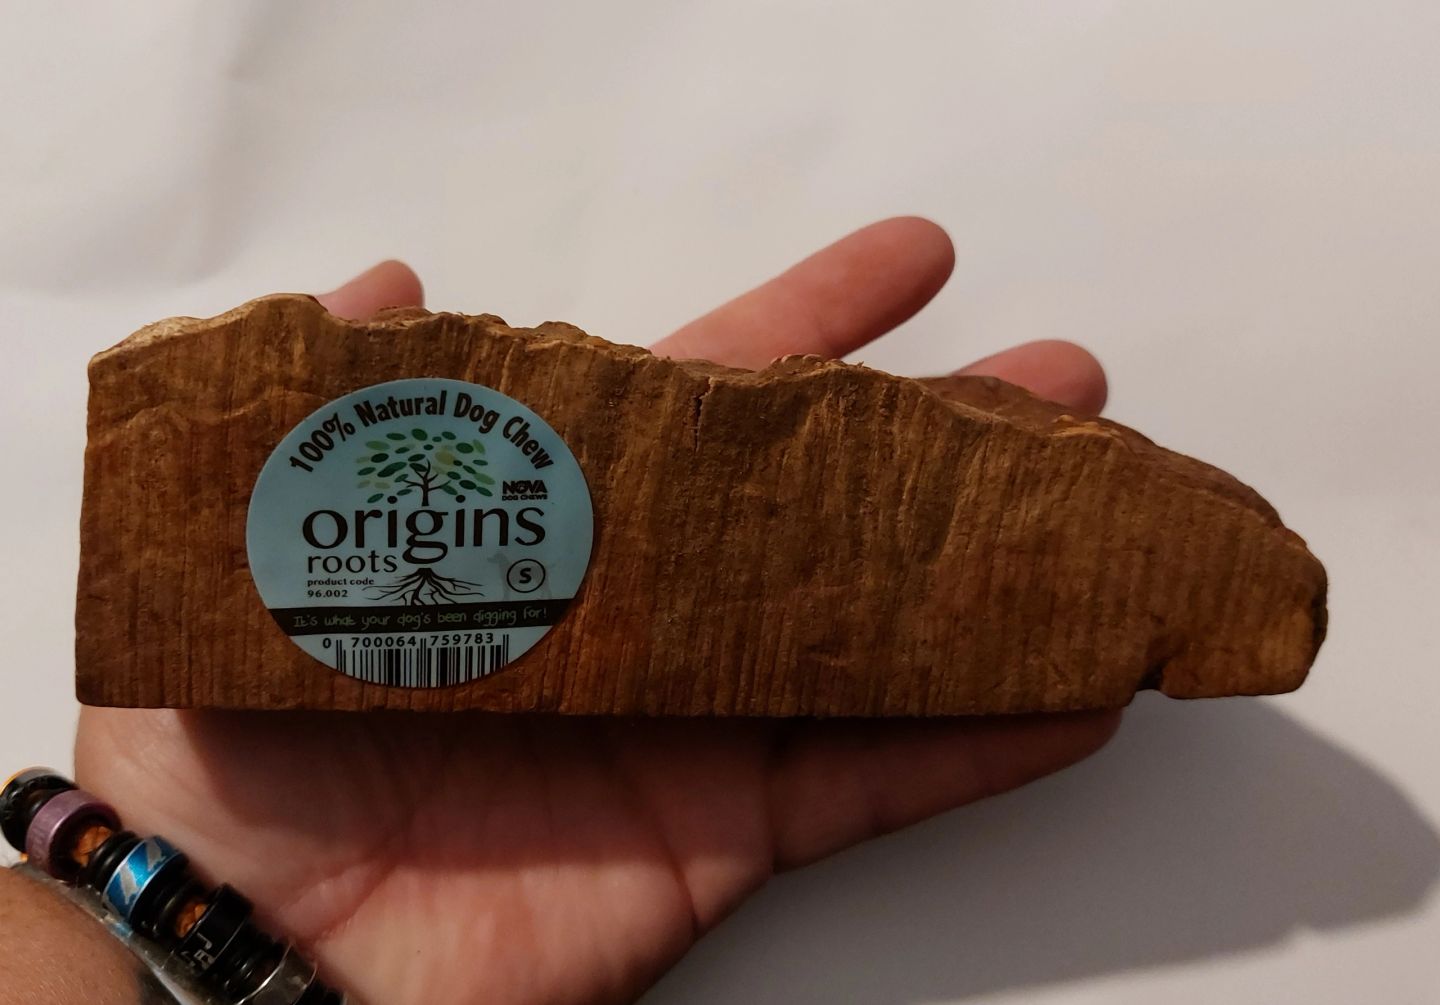 100% Natural Dog Chew
NOVA
DOG CHEWS
origins
roots
product code
96.002
S
It's what your dog's been digging for!
0 700064 759783